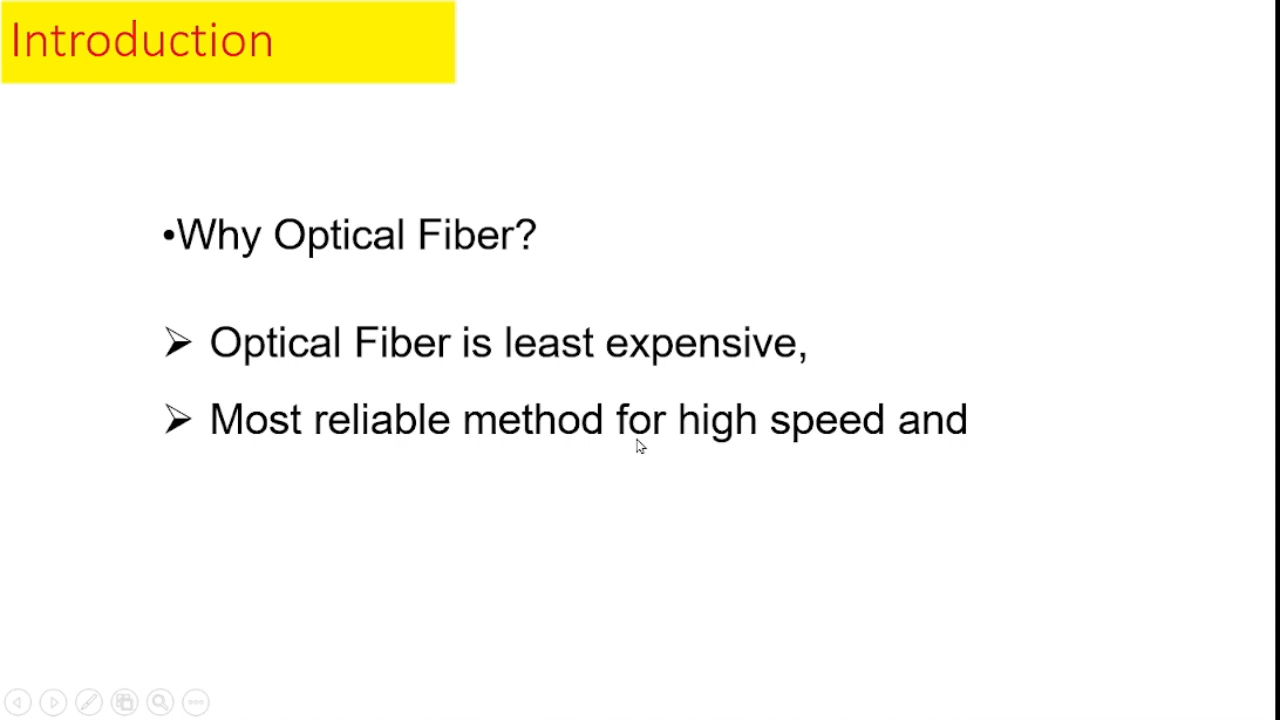 Introduction
•Why Optical Fiber?
➢ Optical Fiber is least expensive,
➢ Most reliable method for high speed and